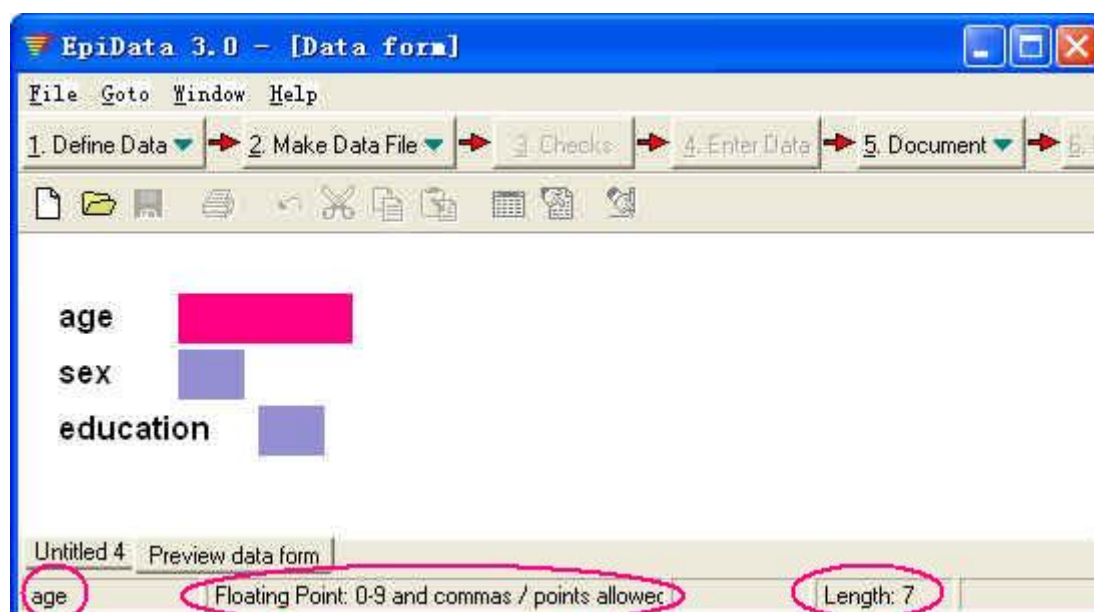 EpiData 3.0 - [Data form]
File Goto Window Help
1. Define Data 2. Make Data File 3. Checks 4. Enter Data 5. Document 6.
age
sex
education
Untitled 4 Preview data form
age Floating Point: 0-9 and commas / points allowed Length: 7